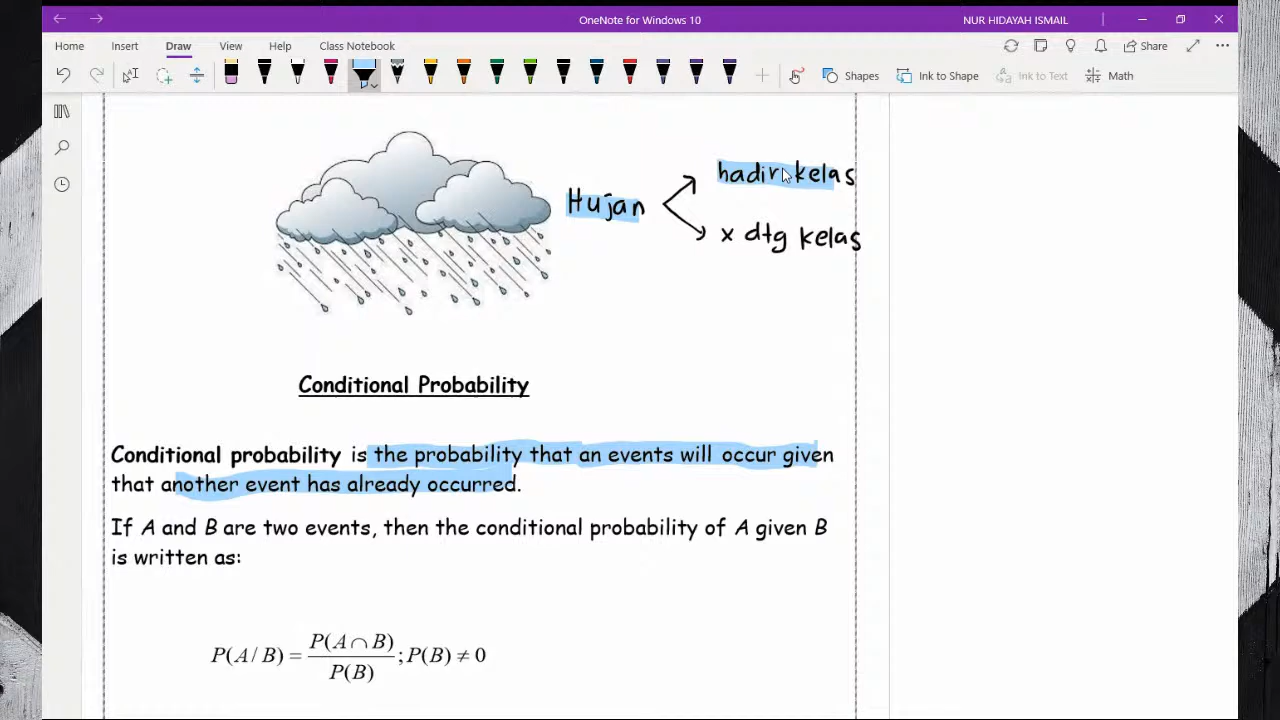 OneNote for Windows 10
NUR HIDAYAH ISMAIL
Home Insert Draw View Help Class Notebook
Share
Shapes Ink to Shape Ink to Text Math
hadir kelas
Hujan
x dtg kelas
Conditional Probability
Conditional probability is the probability that an events will occur given
that another event has already occurred.
If A and B are two events, then the conditional probability of A given B
is written as:
P(A/B) = P(A∩B)/P(B) ; P(B) ≠ 0